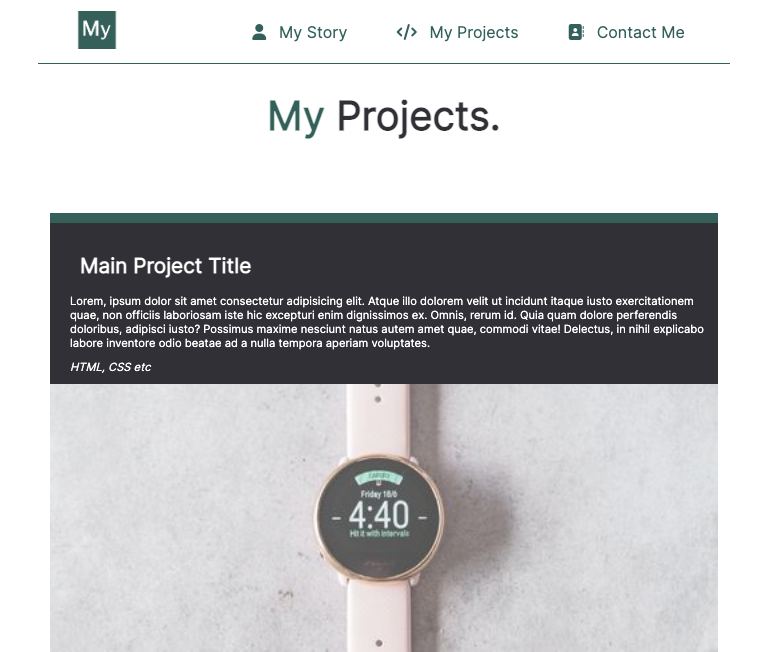 My
My Story
My Projects
Contact Me
My Projects.
Main Project Title
Lorem, ipsum dolor sit amet consectetur adipisicing elit. Atque illo dolorem velit ut incidunt itaque iusto exercitationem
quae, non officiis laboriosam iste hic excepturi enim dignissimos ex. Omnis, rerum id. Quia quam dolore perferendis
doloribus, adipisci iusto? Possimus maxime nesciunt natus autem amet quae, commodi vitae! Delectus, in nihil explicabo
labore inventore odio beatae ad a nulla tempora aperiam voluptates.
HTML, CSS etc
Friday 18/6
4:40
Hit it with intervals